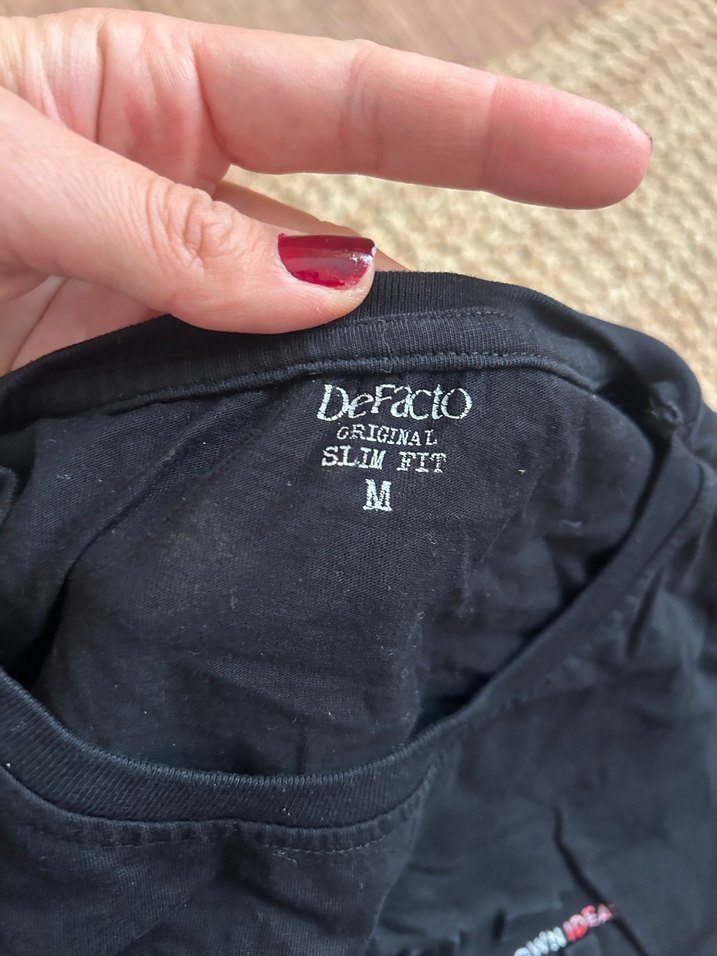 DeFacto
ORIGINAL
SLIM FIT
M